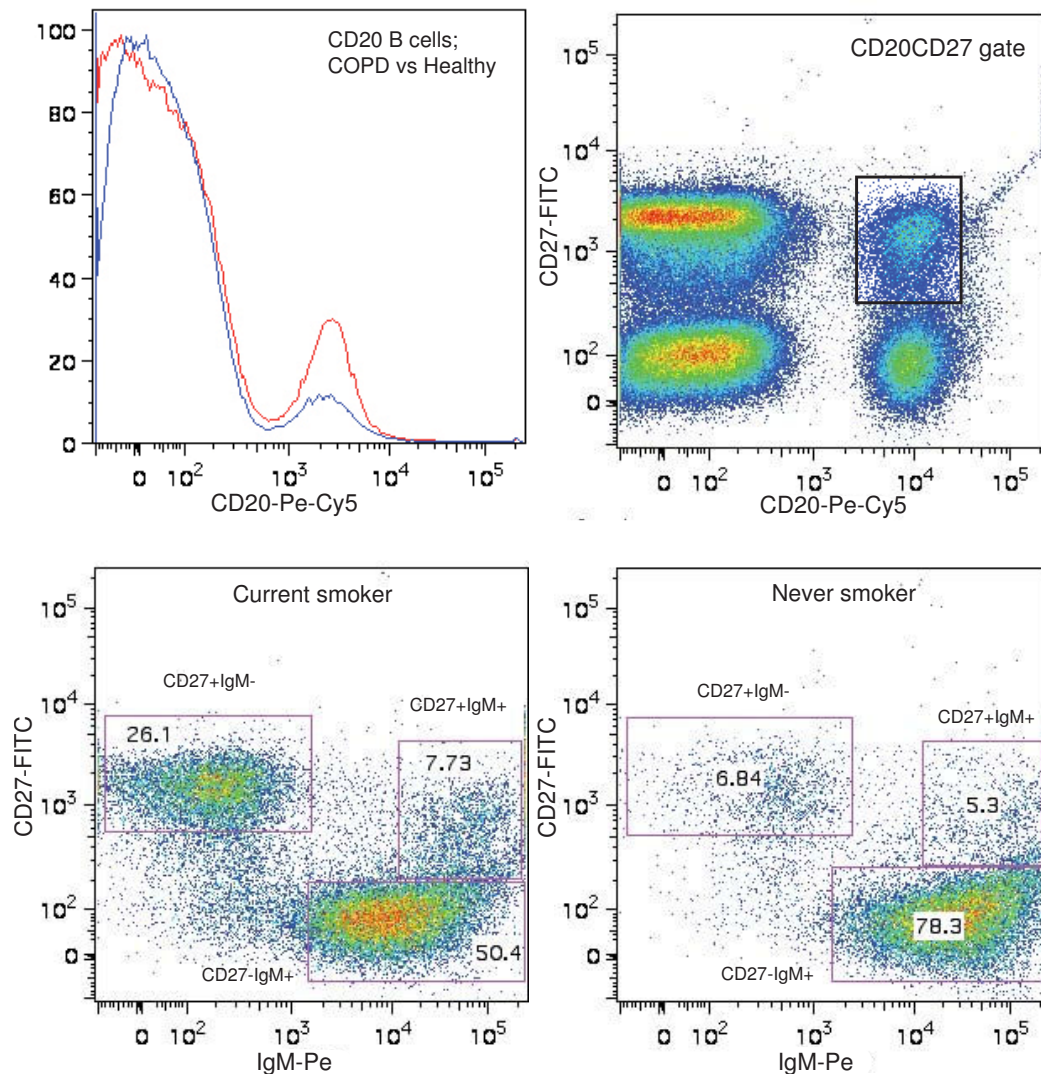 CD20 B cells;
COPD vs Healthy
100
80
60
40
20
0
0 10² 10³ 10⁴ 10⁵
CD20-Pe-Cy5
CD20CD27 gate
CD27-FITC
10⁵
10⁴
10³
10²
0
0 10² 10³ 10⁴ 10⁵
CD20-Pe-Cy5
Current smoker
CD27-FITC
10⁵
10⁴
10³
10²
0
CD27+IgM-
26.1
CD27+IgM+
7.73
50.4
CD27-IgM+
0 10² 10³ 10⁴ 10⁵
IgM-Pe
Never smoker
CD27-FITC
10⁵
10⁴
10³
10²
0
CD27+IgM-
6.84
CD27+IgM+
5.3
78.3
CD27-IgM+
0 10² 10³ 10⁴ 10⁵
IgM-Pe